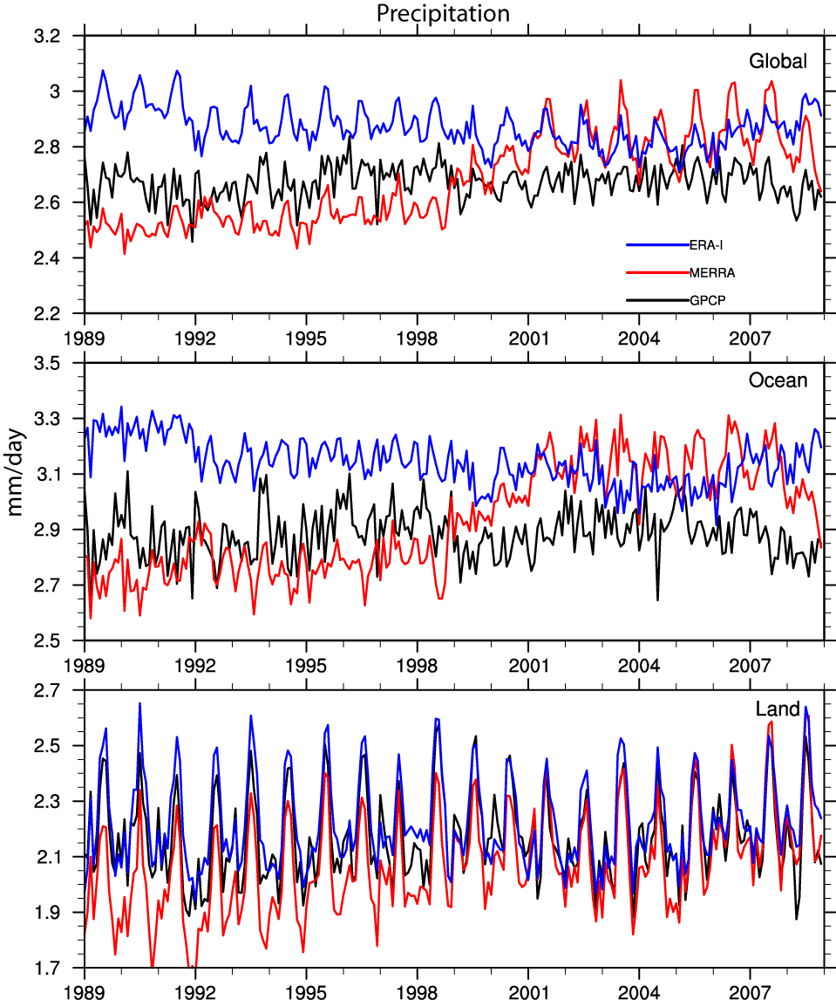 Precipitation
3.2
Global
3
2.8
2.6
2.4
ERA-I
MERRA
GPCP
2.2
1989 1992 1995 1998 2001 2004 2007
3.5
Ocean
3.3
3.1
mm/day
2.9
2.7
2.5
1989 1992 1995 1998 2001 2004 2007
2.7
Land
2.5
2.3
2.1
1.9
1.7
1989 1992 1995 1998 2001 2004 2007